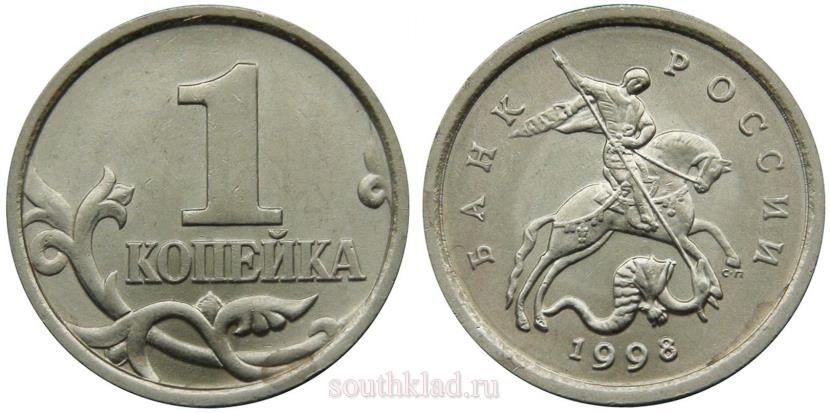 1
КОПЕЙКА
БАНК РОССИИ
СП
1998
southklad.ru